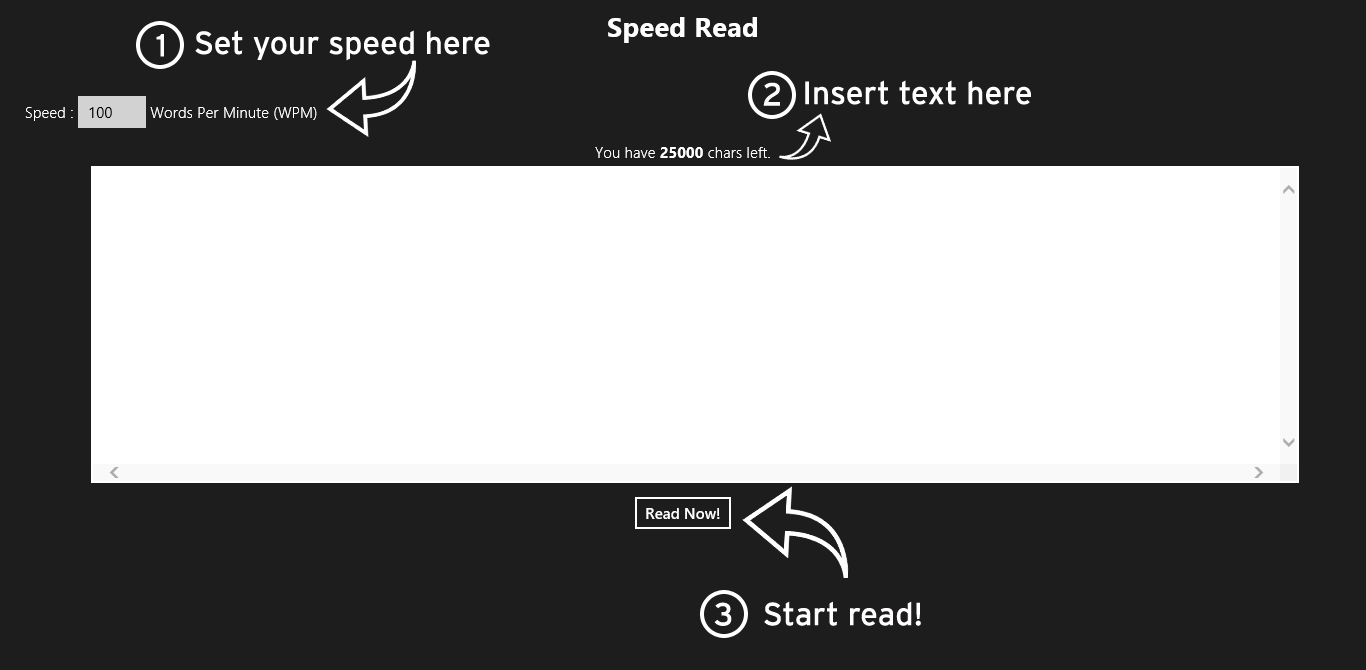 Speed Read
1 Set your speed here
2 Insert text here
Speed : 100 Words Per Minute (WPM)
You have 25000 chars left.
Read Now!
3 Start read!